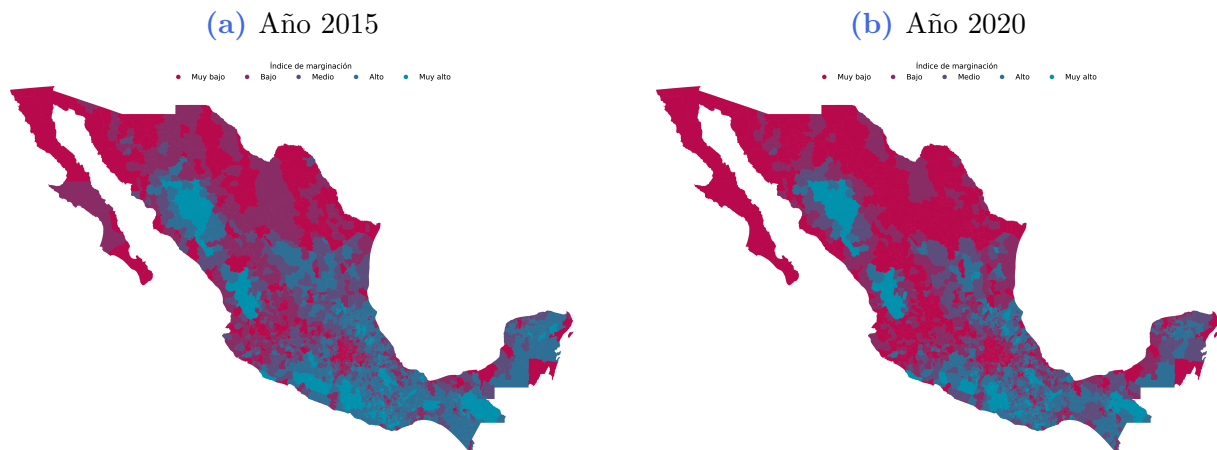 (a) Año 2015
Índice de marginación
Muy bajo Bajo Medio Alto Muy alto
(b) Año 2020
Índice de marginación
Muy bajo Bajo Medio Alto Muy alto